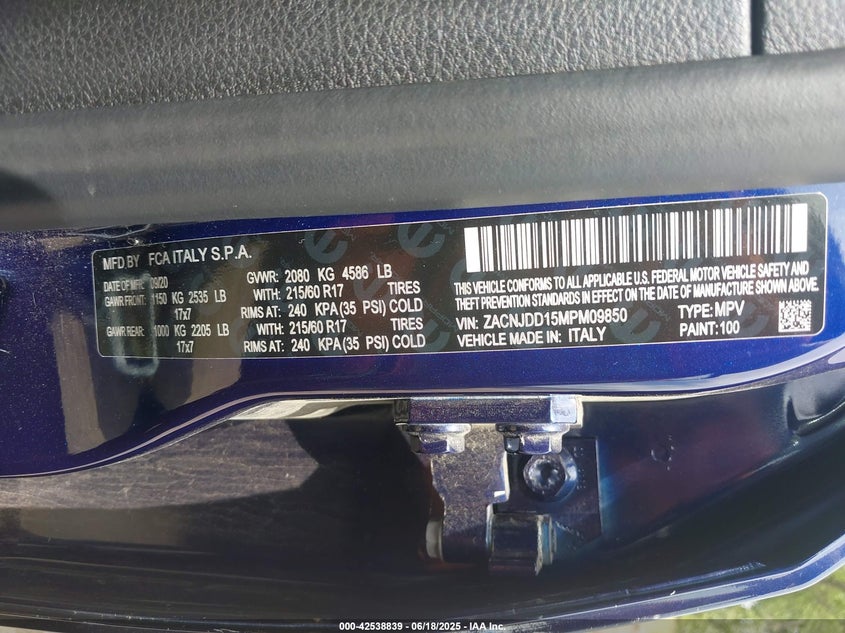 MFD BY FCA ITALY S.P.A.
DATE OF MFR: 09/20 GVWR: 2080 KG 4586 LB
GAWR FRONT: 1150 KG 2535 LB WITH: 215/60 R17 TIRES
17x7 RIMS AT: 240 KPA(35 PSI) COLD
GAWR REAR: 1000 KG 2205 LB WITH: 215/60 R17 TIRES
17x7 RIMS AT: 240 KPA(35 PSI) COLD
THIS VEHICLE CONFORMS TO ALL APPLICABLE U.S. FEDERAL MOTOR VEHICLE SAFETY AND
THEFT PREVENTION STANDARDS IN EFFECT ON THE DATE OF MANUFACTURE SHOWN ABOVE.
VIN: ZACNJDD15MPM09850 TYPE: MPV
VEHICLE MADE IN: ITALY PAINT: 100
000-42538839 - 06/18/2025 - IAA Inc.